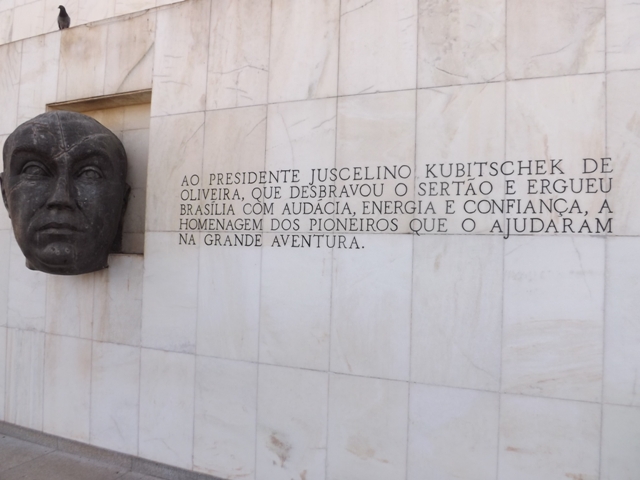 AO PRESIDENTE JUSCELINO KUBITSCHEK DE
OLIVEIRA, QUE DESBRAVOU O SERTÃO E ERGUEU
BRASÍLIA COM AUDÁCIA, ENERGIA E CONFIANÇA, A
HOMENAGEM DOS PIONEIROS QUE O AJUDARAM
NA GRANDE AVENTURA.